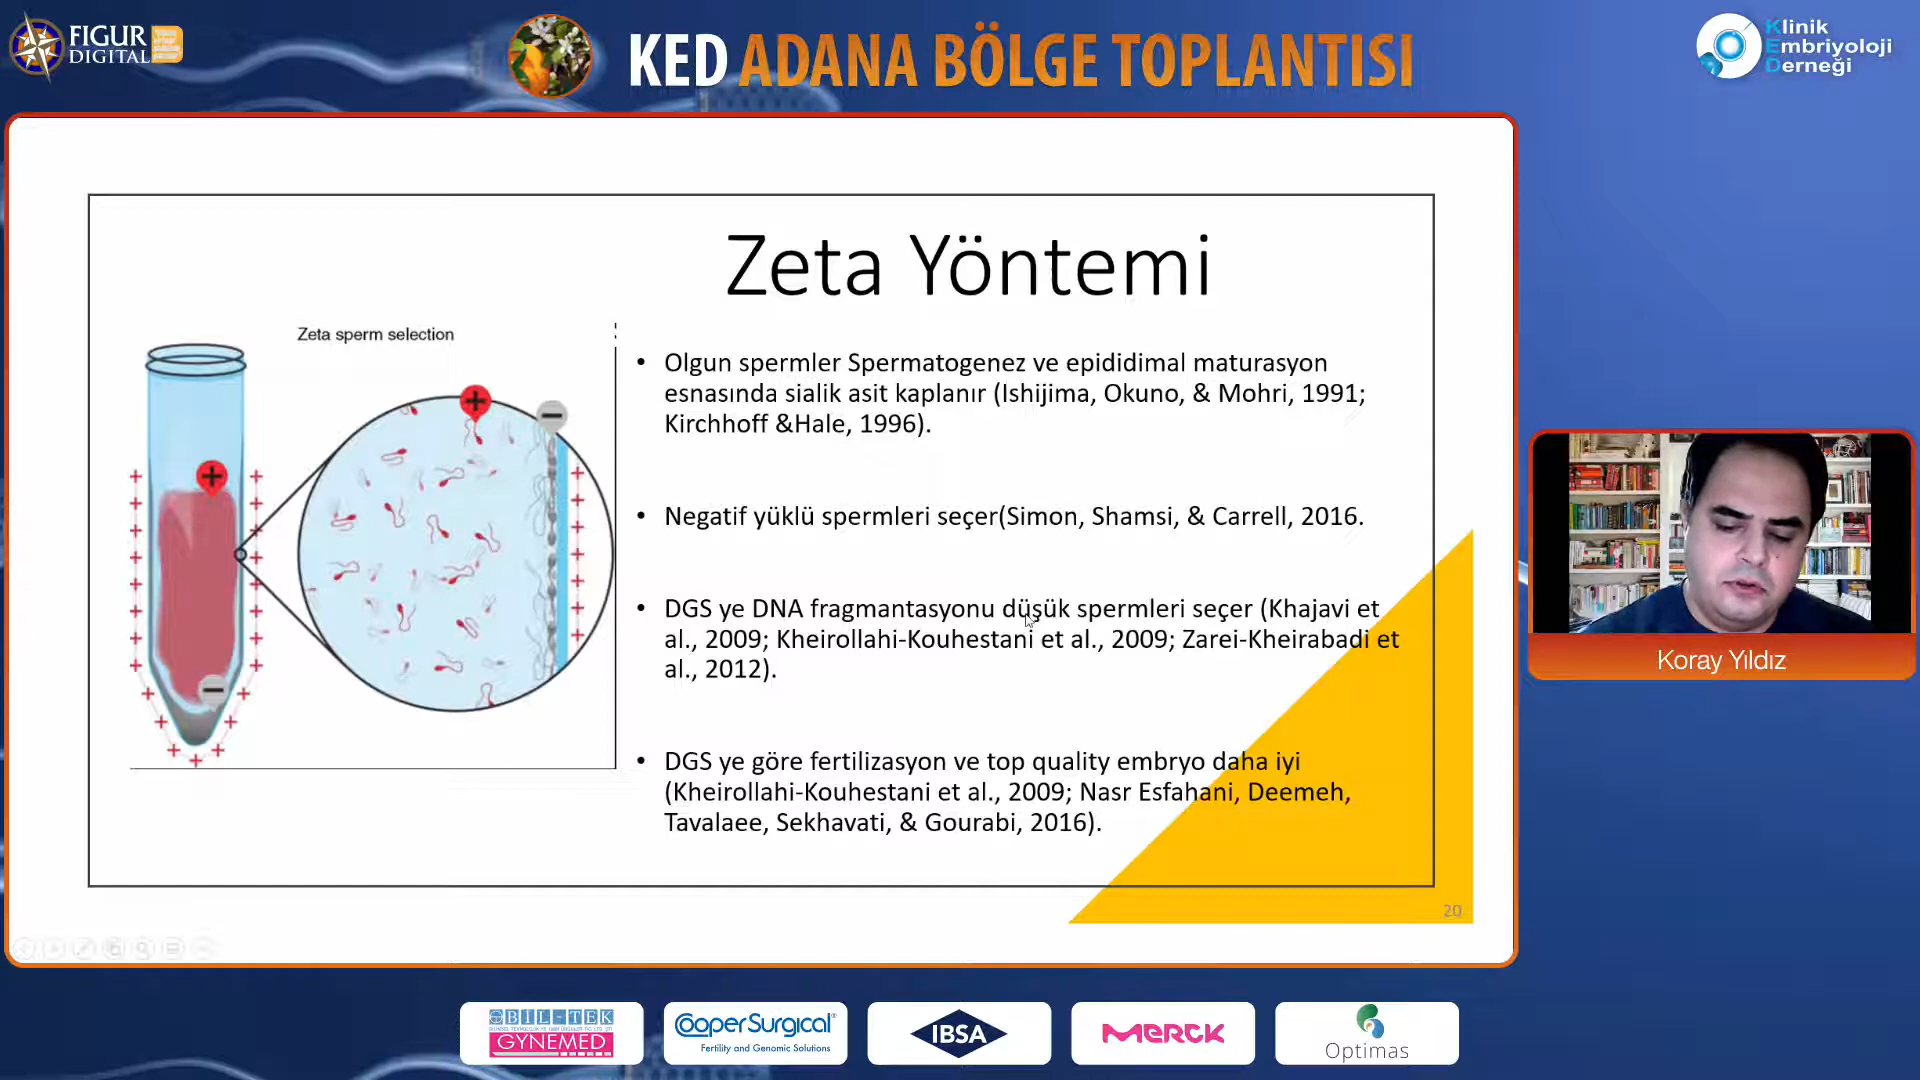 FIGUR
DIGITAL
KED ADANA BÖLGE TOPLANTISI
Klinik
Embriyoloji
Derneği
Zeta Yöntemi
Zeta sperm selection
• Olgun spermler Spermatogenez ve epididimal maturasyon
esnasında sialik asit kaplanır (Ishijima, Okuno, & Mohri, 1991;
Kirchhoff &Hale, 1996).
• Negatif yüklü spermleri seçer(Simon, Shamsi, & Carrell, 2016.
• DGS ye DNA fragmantasyonu düşük spermleri seçer (Khajavi et
al., 2009; Kheirollahi-Kouhestani et al., 2009; Zarei-Kheirabadi et
al., 2012).
• DGS ye göre fertilizasyon ve top quality embryo daha iyi
(Kheirollahi-Kouhestani et al., 2009; Nasr Esfahani, Deemeh,
Tavalaee, Sekhavati, & Gourabi, 2016).
20
Koray Yıldız
BİL-TEK
GYNEMED
CooperSurgical
Fertility and Genomic Solutions
IBSA
MERCK
Optimas